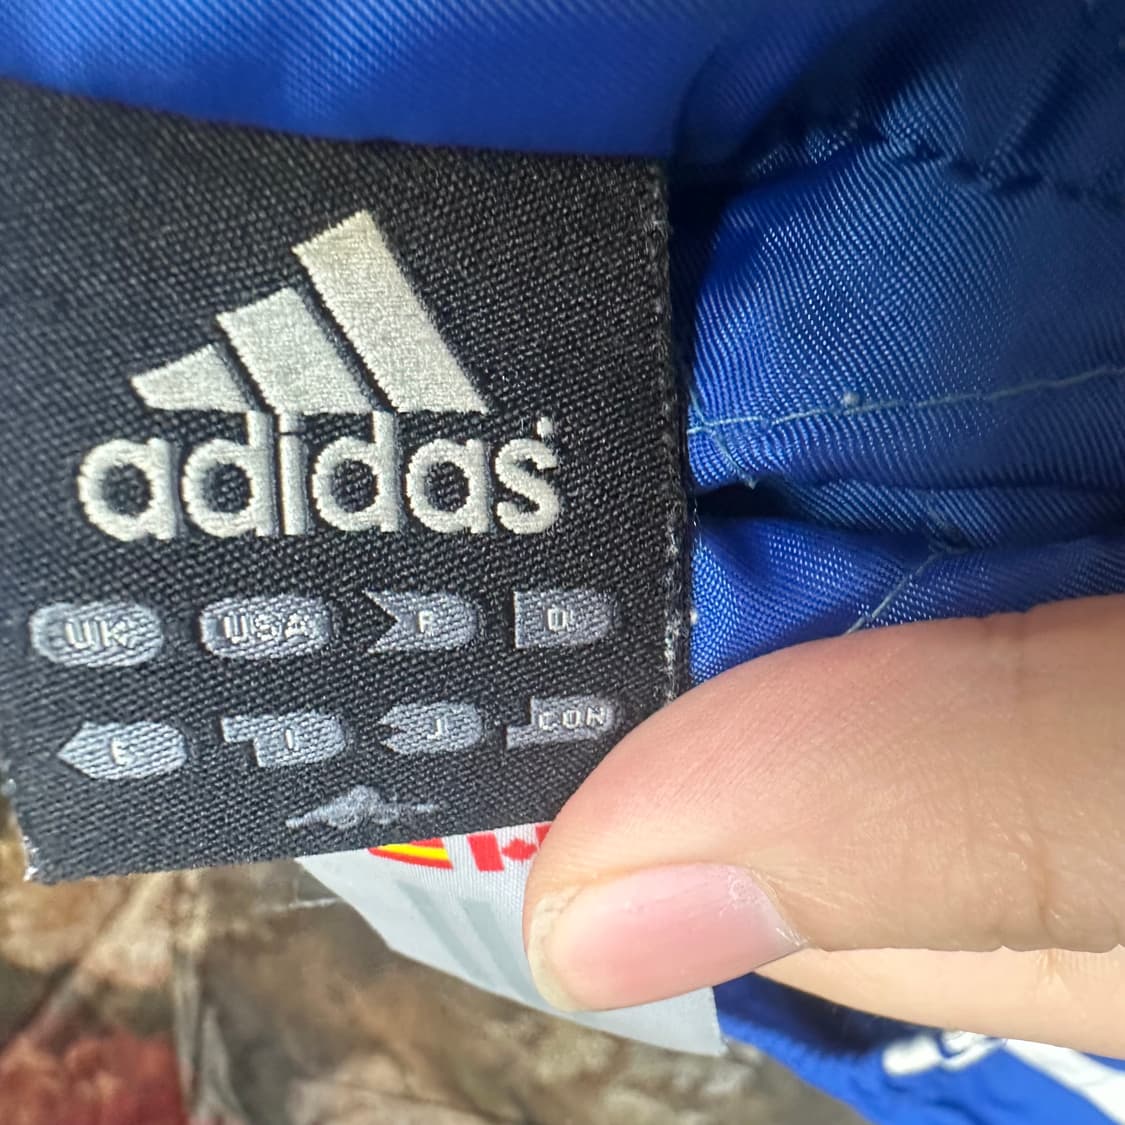 adidas
UK USA F D
E I J CDN